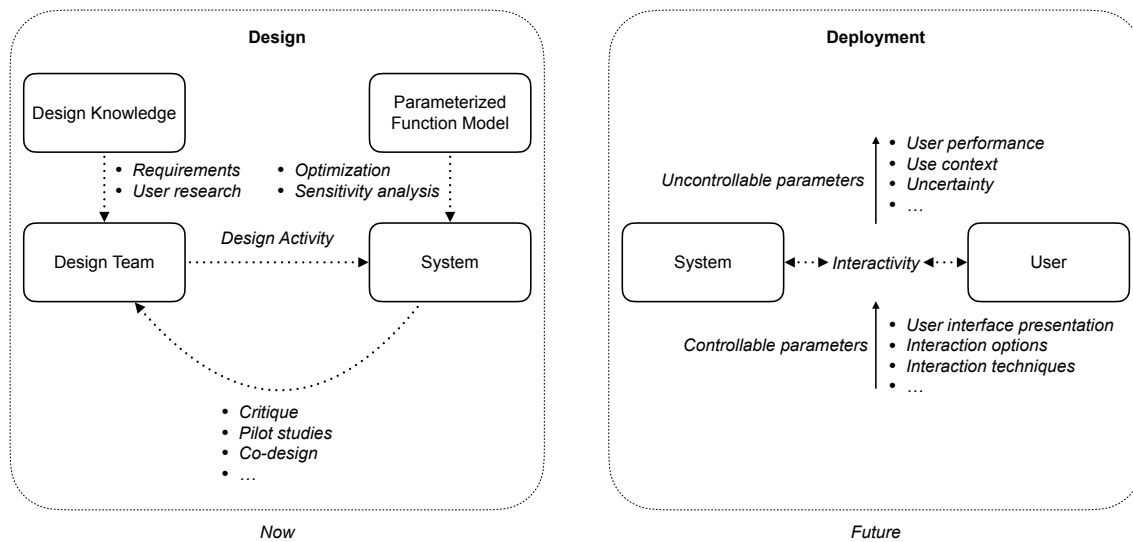 Design
Design Knowledge
Parameterized
Function Model
• Requirements
• User research
• Optimization
• Sensitivity analysis
Design Team
Design Activity
System
• Critique
• Pilot studies
• Co-design
• …
Now
Deployment
Uncontrollable parameters
• User performance
• Use context
• Uncertainty
• …
System
Interactivity
User
Controllable parameters
• User interface presentation
• Interaction options
• Interaction techniques
• …
Future